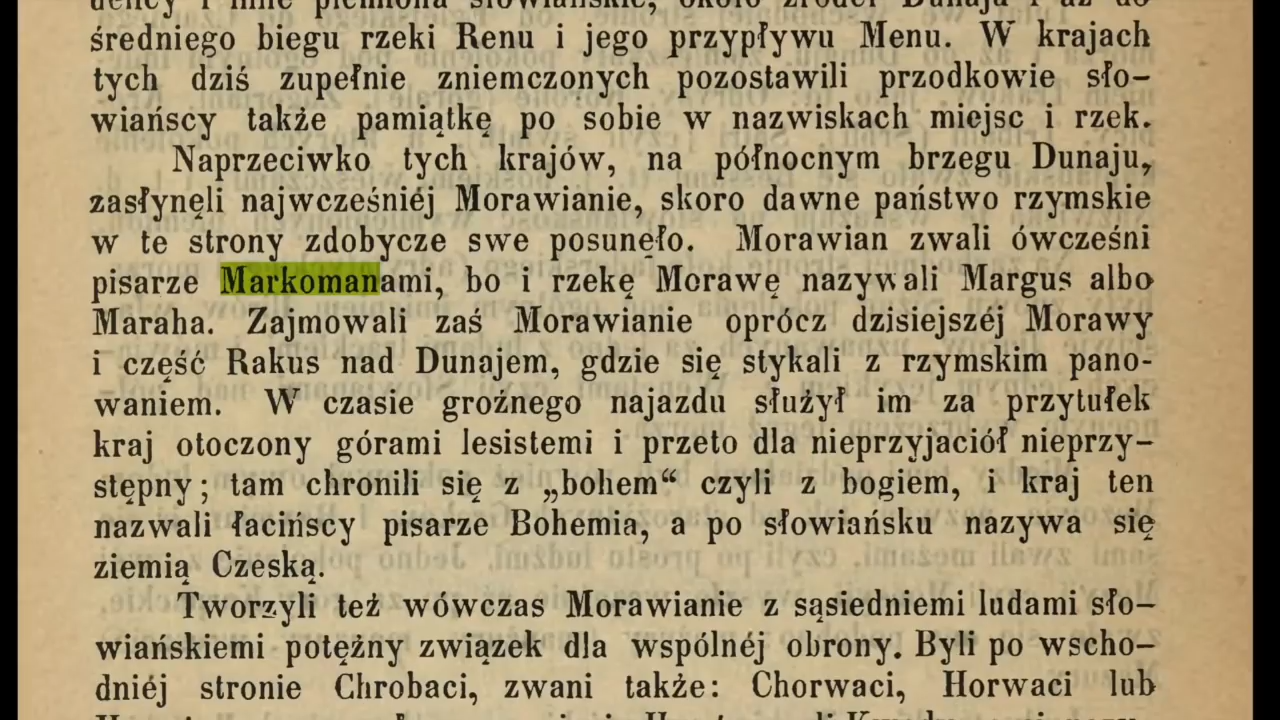 średniego biegu rzeki Renu i jego przypływu Menu. W krajach
tych dziś zupełnie zniemczonych pozostawili przodkowie sło-
wiańscy także pamiątkę po sobie w nazwiskach miejsc i rzek.
Naprzeciwko tych krajów, na północnym brzegu Dunaju,
zasłynęli najwcześniéj Morawianie, skoro dawne państwo rzymskie
w te strony zdobycze swe posunęło. Morawian zwali ówcześni
pisarze Markomanami, bo i rzekę Morawę nazywali Margus albo
Maraha. Zajmowali zaś Morawianie oprócz dzisiejszéj Morawy
i część Rakus nad Dunajem, gdzie się stykali z rzymskim pano-
waniem. W czasie groźnego najazdu służył im za przytułek
kraj otoczony górami lesistemi i przeto dla nieprzyjaciół nieprzy-
stępny; tam chronili się z „bohem“ czyli z bogiem, i kraj ten
nazwali łacińscy pisarze Bohemia, a po słowiańsku nazywa się
ziemią Czeską.
Tworzyli też wówczas Morawianie z sąsiedniemi ludami sło-
wiańskiemi potężny związek dla wspólnéj obrony. Byli po wscho-
dniéj stronie Chrobaci, zwani także: Chorwaci, Horwaci lub